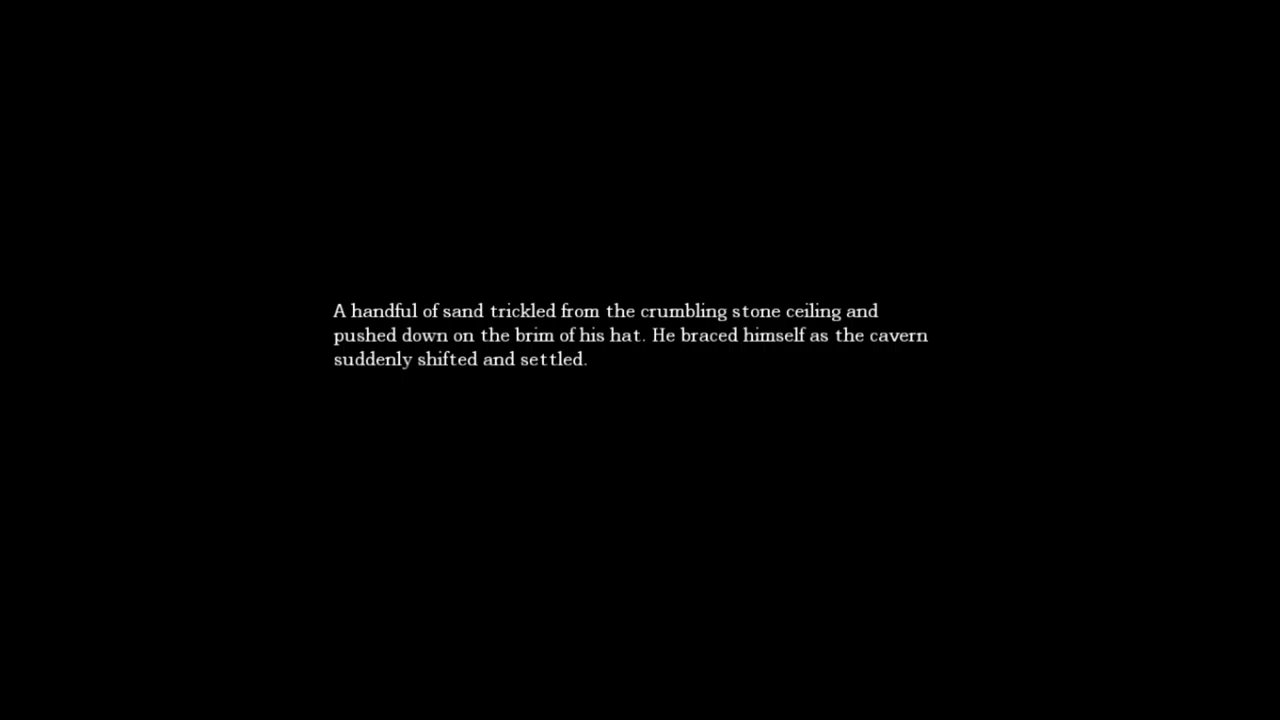 A handful of sand trickled from the crumbling stone ceiling and
pushed down on the brim of his hat. He braced himself as the cavern
suddenly shifted and settled.